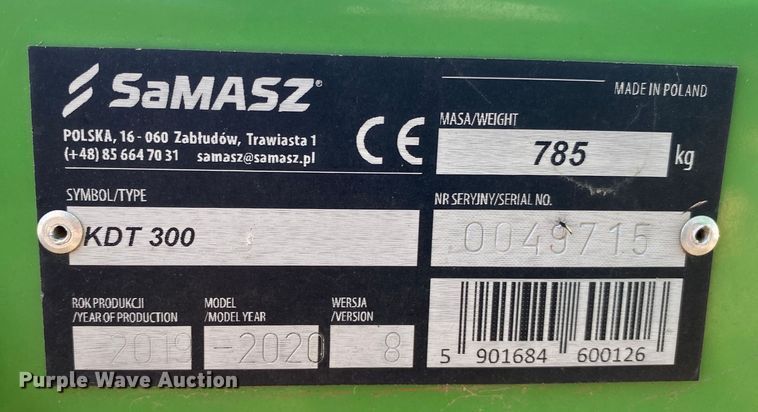 SaMASZ®
POLSKA, 16 - 060 Zabłudów, Trawiasta 1
(+48) 85 664 70 31 samasz@samasz.pl
CE
MADE IN POLAND
MASA/WEIGHT
785 kg
SYMBOL/TYPE
KDT 300
NR SERYJNY/SERIAL NO.
0049715
ROK PRODUKCJI
/YEAR OF PRODUCTION
2019
MODEL
/MODEL YEAR
-2020
WERSJA
/VERSION
8
5 901684 600126
Purple Wave Auction